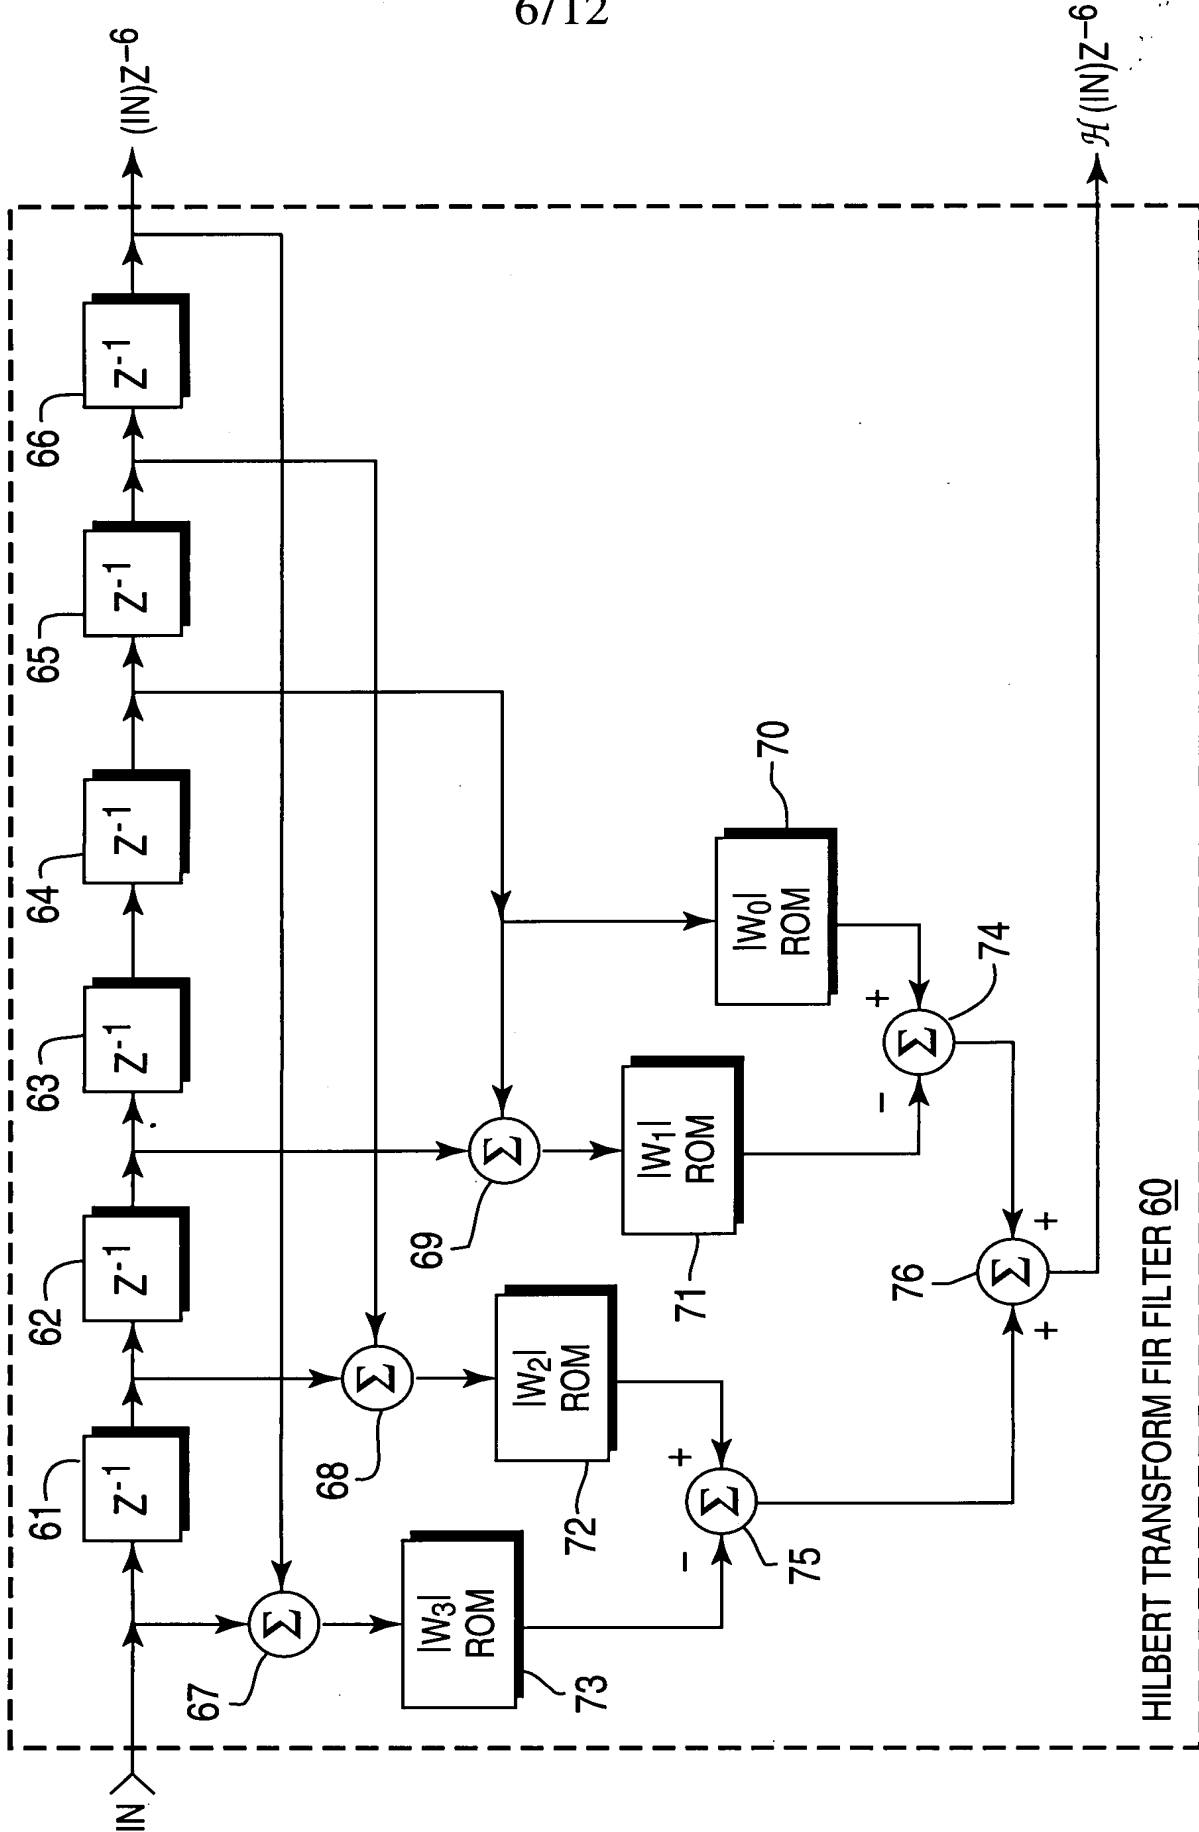 6/12
61
Z-1
62
Z-1
63
Z-1
64
Z-1
65
Z-1
66
Z-1
(IN)Z-6
IN
67
Σ
68
Σ
69
Σ
|W3|
ROM
73
|W2|
ROM
72
|W1|
ROM
71
|W0|
ROM
70
-
+
Σ
75
-
+
Σ
74
+
+
Σ
76
ℋ(IN)Z-6
HILBERT TRANSFORM FIR FILTER 60